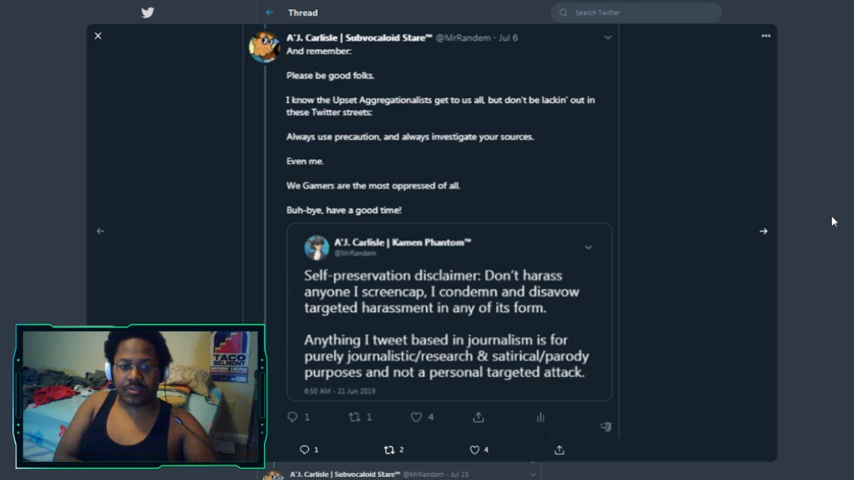 Thread
Search Twitter
A'J. Carlisle | Subvocaloid Stare™ @MrRandem · Jul 6
And remember:
Please be good folks.
I know the Upset Aggregationalists get to us all, but don't be lackin' out in
these Twitter streets:
Always use precaution, and always investigate your sources.
Even me.
We Gamers are the most oppressed of all.
Buh-bye, have a good time!
A'J. Carlisle | Kamen Phantom™
@MrRandem
Self-preservation disclaimer: Don't harass
anyone I screencap, I condemn and disavow
targeted harassment in any of its form.
Anything I tweet based in journalism is for
purely journalistic/research & satirical/parody
purposes and not a personal targeted attack.
6:50 AM - 21 Jun 2019
1 1 4
1 2 4
A'J. Carlisle | Subvocaloid Stare™ @MrRandem · Jul 23
TACO
BELMONT
WORK HERE